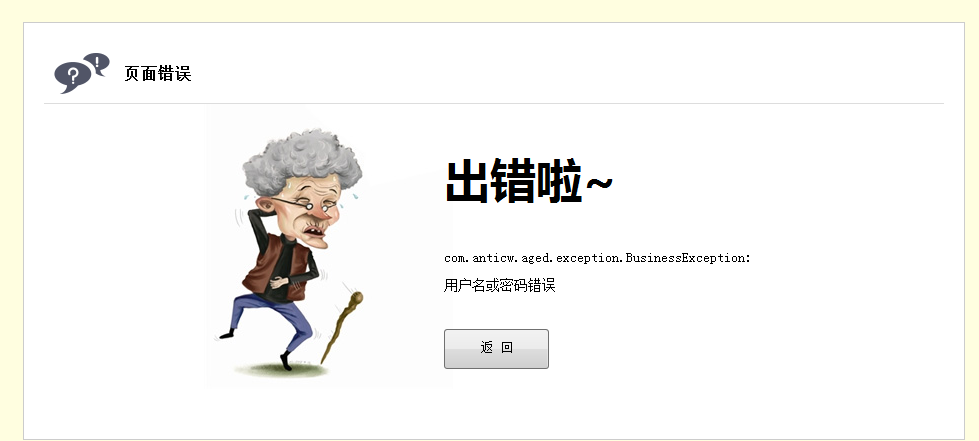 页面错误
出错啦~
com.anticw.aged.exception.BusinessException:
用户名或密码错误
返 回